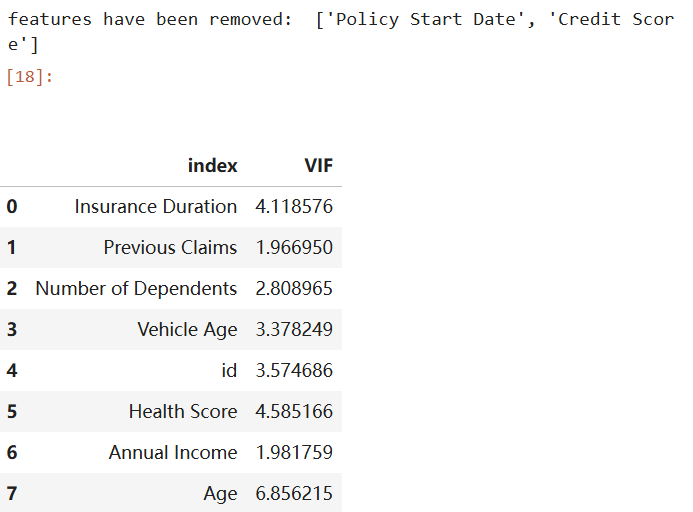 features have been removed:  ['Policy Start Date', 'Credit Scor
e']
[18]:
index VIF
0 Insurance Duration 4.118576
1 Previous Claims 1.966950
2 Number of Dependents 2.808965
3 Vehicle Age 3.378249
4 id 3.574686
5 Health Score 4.585166
6 Annual Income 1.981759
7 Age 6.856215